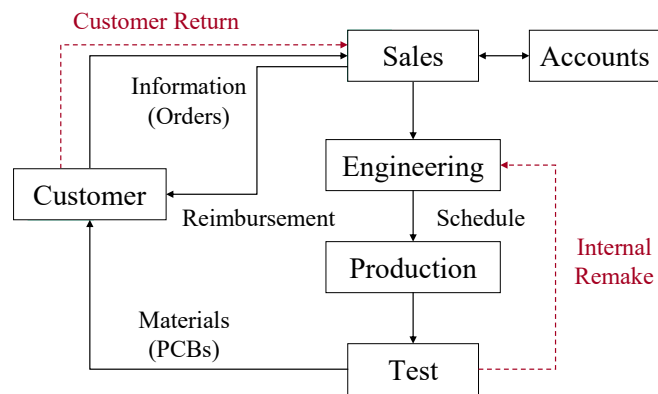 Customer Return
Sales
Accounts
Information
(Orders)
Engineering
Customer
Reimbursement
Schedule
Internal
Remake
Production
Materials
(PCBs)
Test